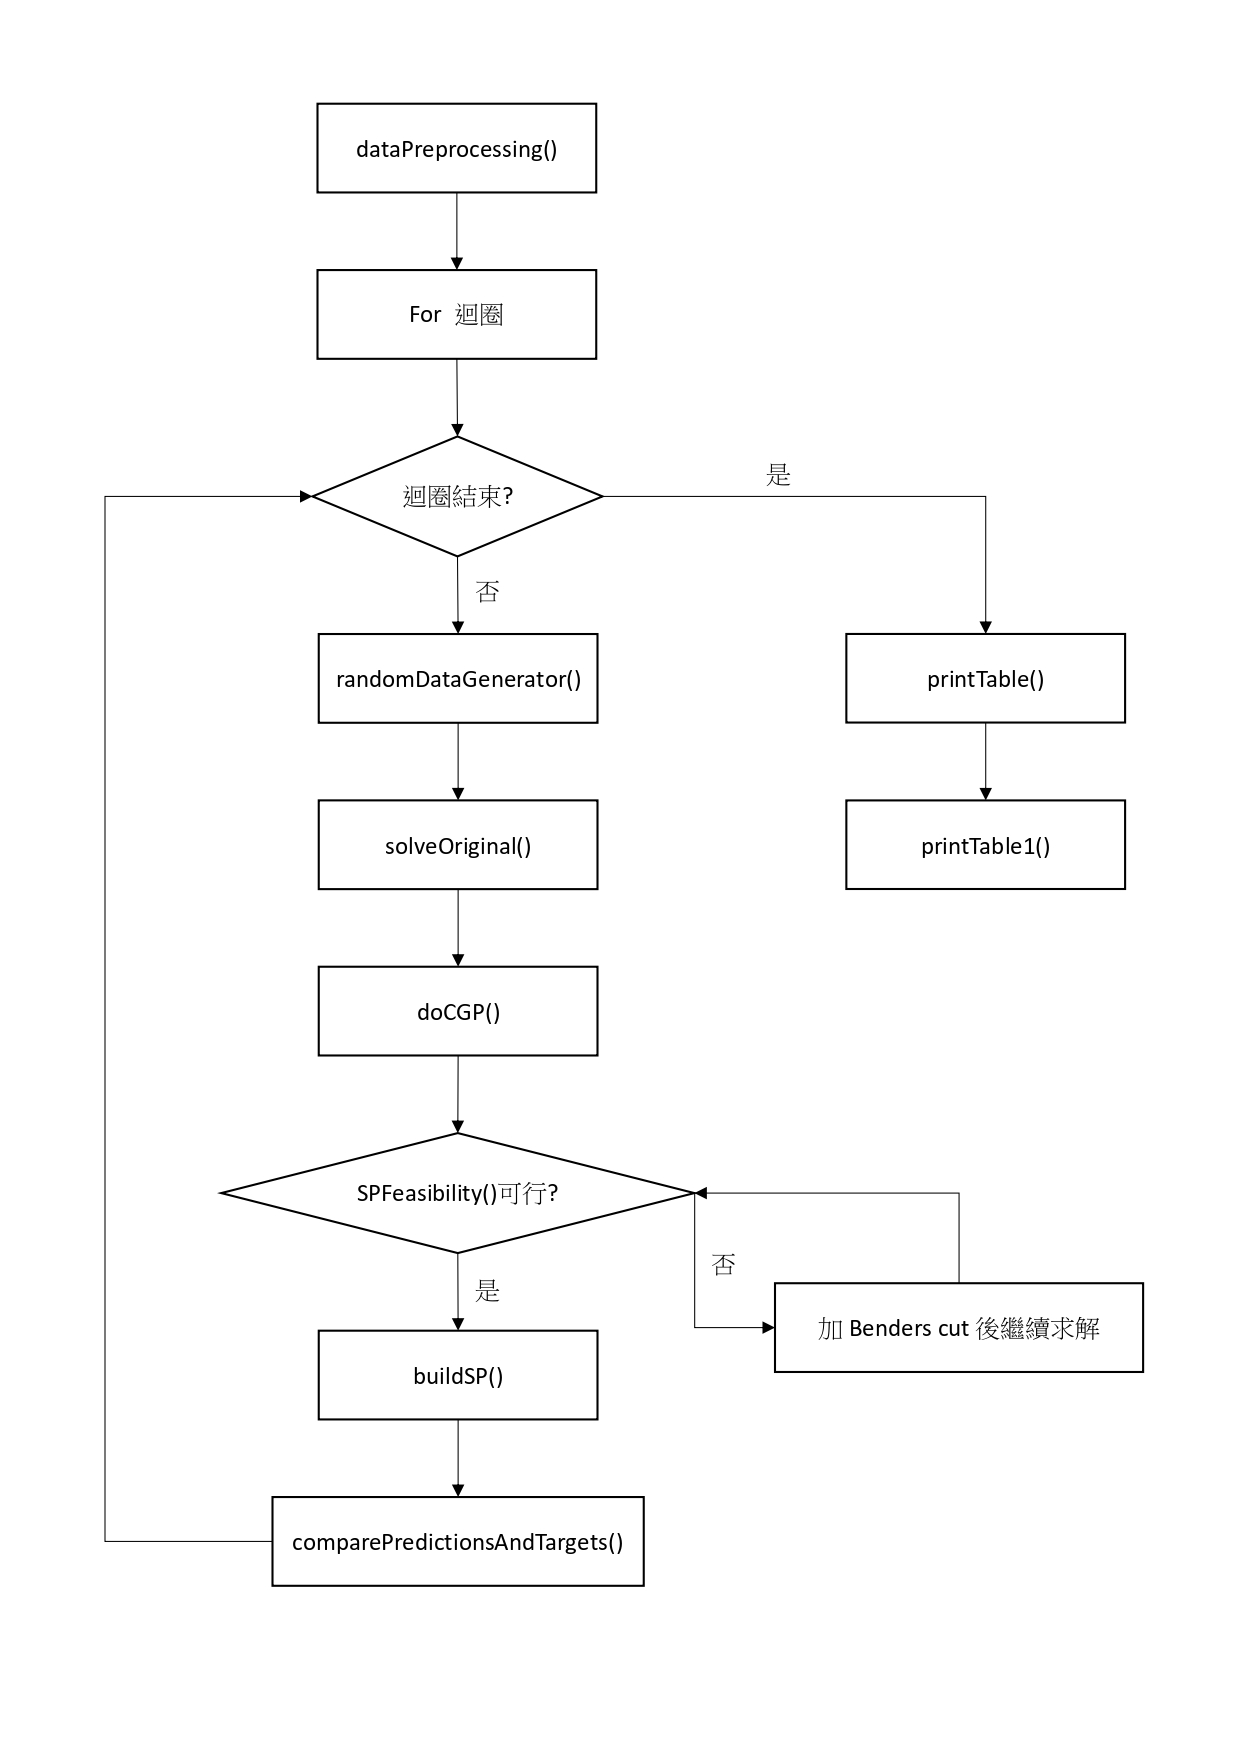 dataPreprocessing()
For 迴圈
迴圈結束?
是
否
randomDataGenerator()
printTable()
solveOriginal()
printTable1()
doCGP()
SPFeasibility()可行?
否
是
加 Benders cut 後繼續求解
buildSP()
comparePredictionsAndTargets()